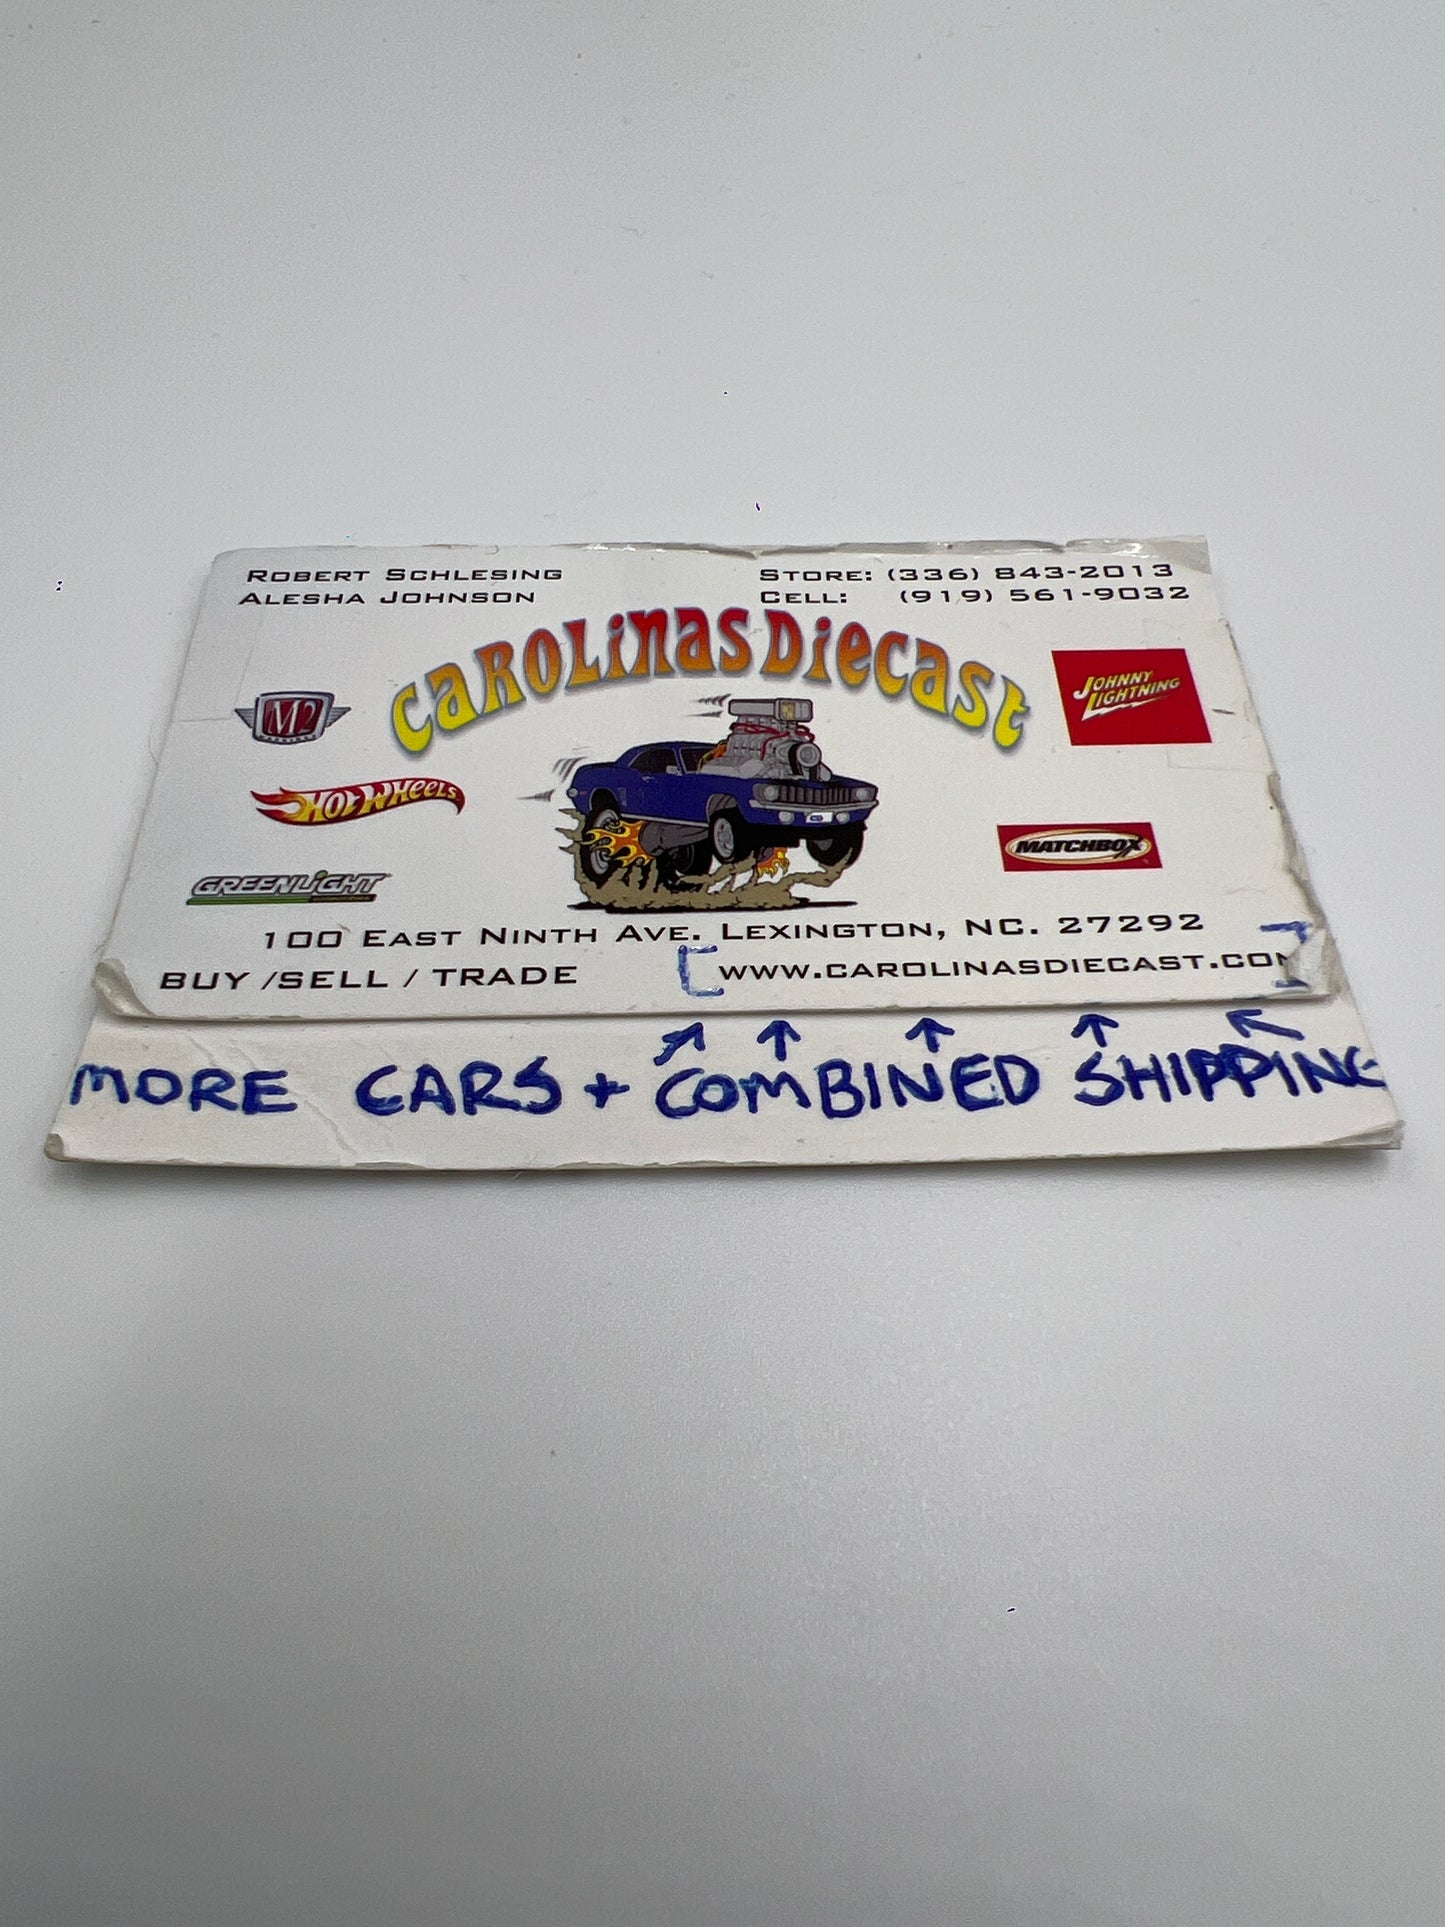 ROBERT SCHLESING
ALESHA JOHNSON
STORE: (336) 843-2013
CELL: (919) 561-9032
CAROLINAS DIECAST
M2
JOHNNY LIGHTNING
HOT WHEELS
MATCHBOX
GREENLIGHT
100 EAST NINTH AVE. LEXINGTON, NC. 27292
BUY /SELL / TRADE
[WWW.CAROLINASDIECAST.COM]
MORE CARS + COMBINED SHIPPING